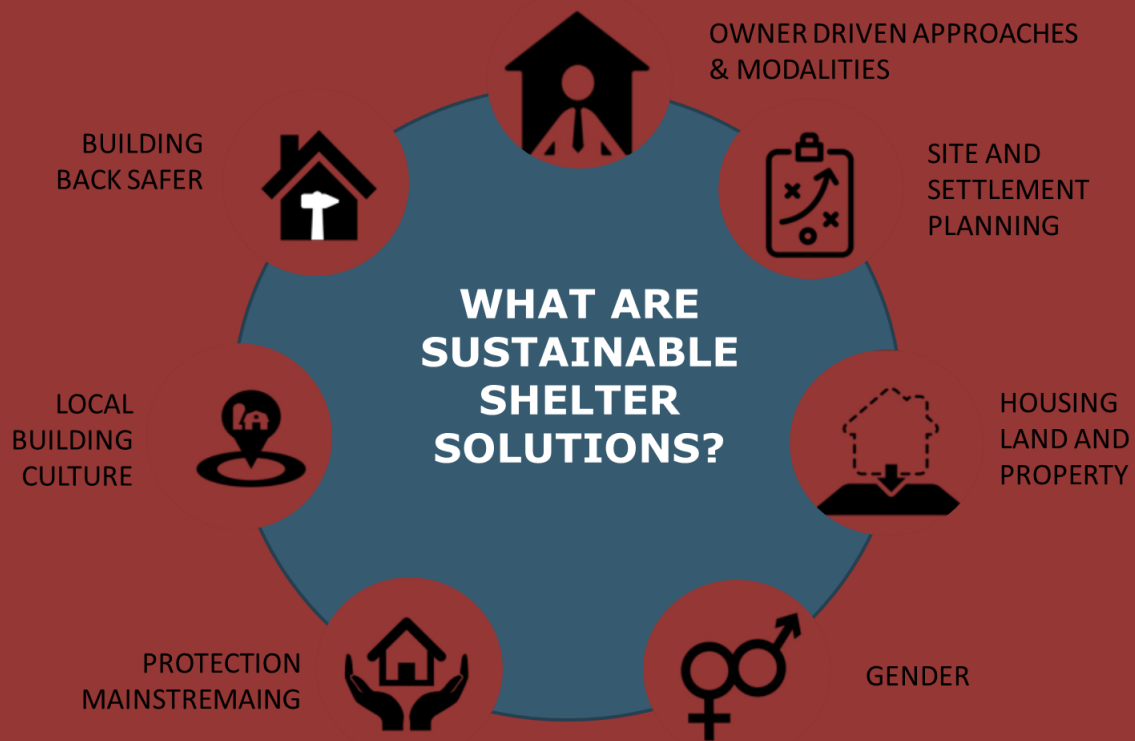 OWNER DRIVEN APPROACHES
& MODALITIES
BUILDING
BACK SAFER
SITE AND
SETTLEMENT
PLANNING
WHAT ARE
SUSTAINABLE
SHELTER
SOLUTIONS?
LOCAL
BUILDING
CULTURE
HOUSING
LAND AND
PROPERTY
PROTECTION
MAINSTREMAING
GENDER